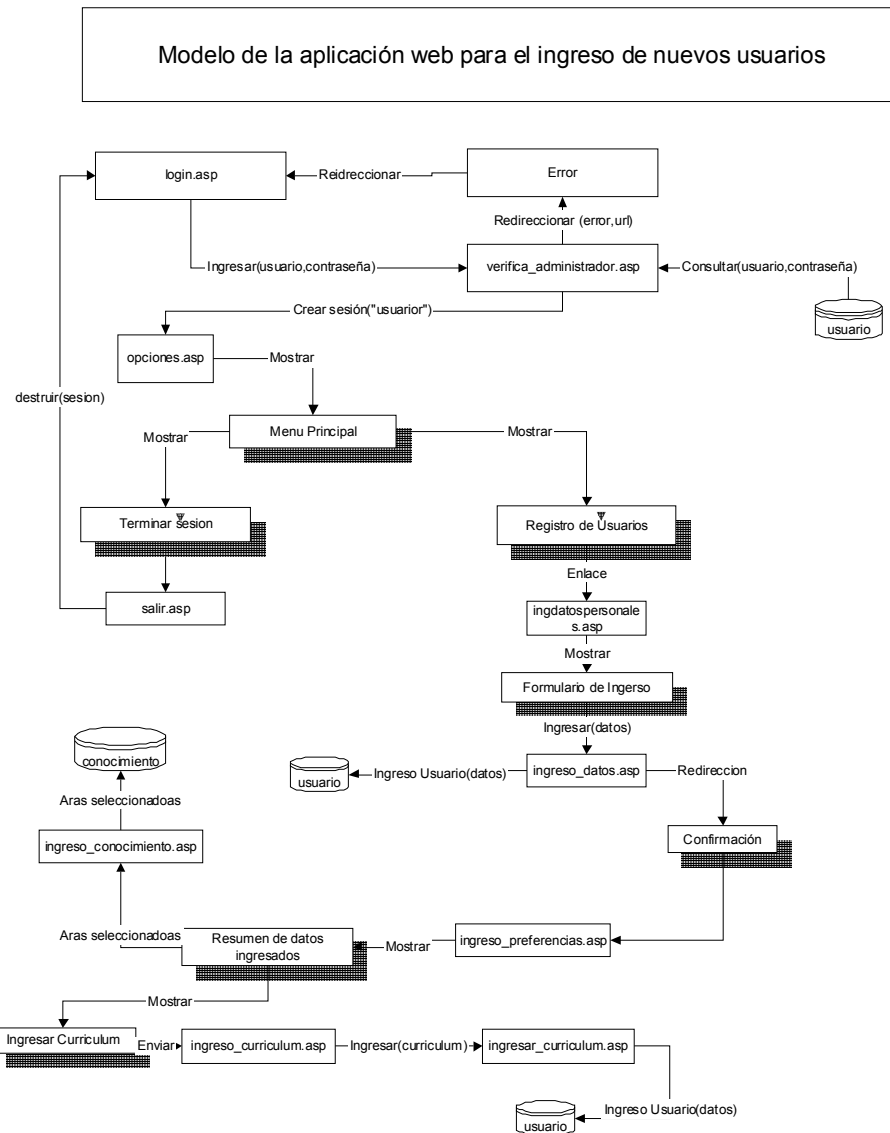 Modelo de la aplicación web para el ingreso de nuevos usuarios
login.asp
Reidreccionar
Error
Redireccionar (error,url)
Ingresar(usuario,contraseña)
verifica_administrador.asp
Consultar(usuario,contraseña)
usuario
Crear sesión("usuarior")
opciones.asp
Mostrar
destruir(sesion)
Menu Principal
Mostrar
Mostrar
Terminar sesion
Registro de Usuarios
Enlace
salir.asp
ingdatospersonale
s.asp
Mostrar
Formulario de Ingerso
Ingresar(datos)
conocimiento
usuario
Ingreso Usuario(datos)
ingreso_datos.asp
Redireccion
Aras seleccionadoas
ingreso_conocimiento.asp
Confirmación
Aras seleccionadoas
Resumen de datos
ingresados
Mostrar
ingreso_preferencias.asp
Mostrar
Ingresar Curriculum
Enviar
ingreso_curriculum.asp
Ingresar(curriculum)
ingresar_curriculum.asp
Ingreso Usuario(datos)
usuario